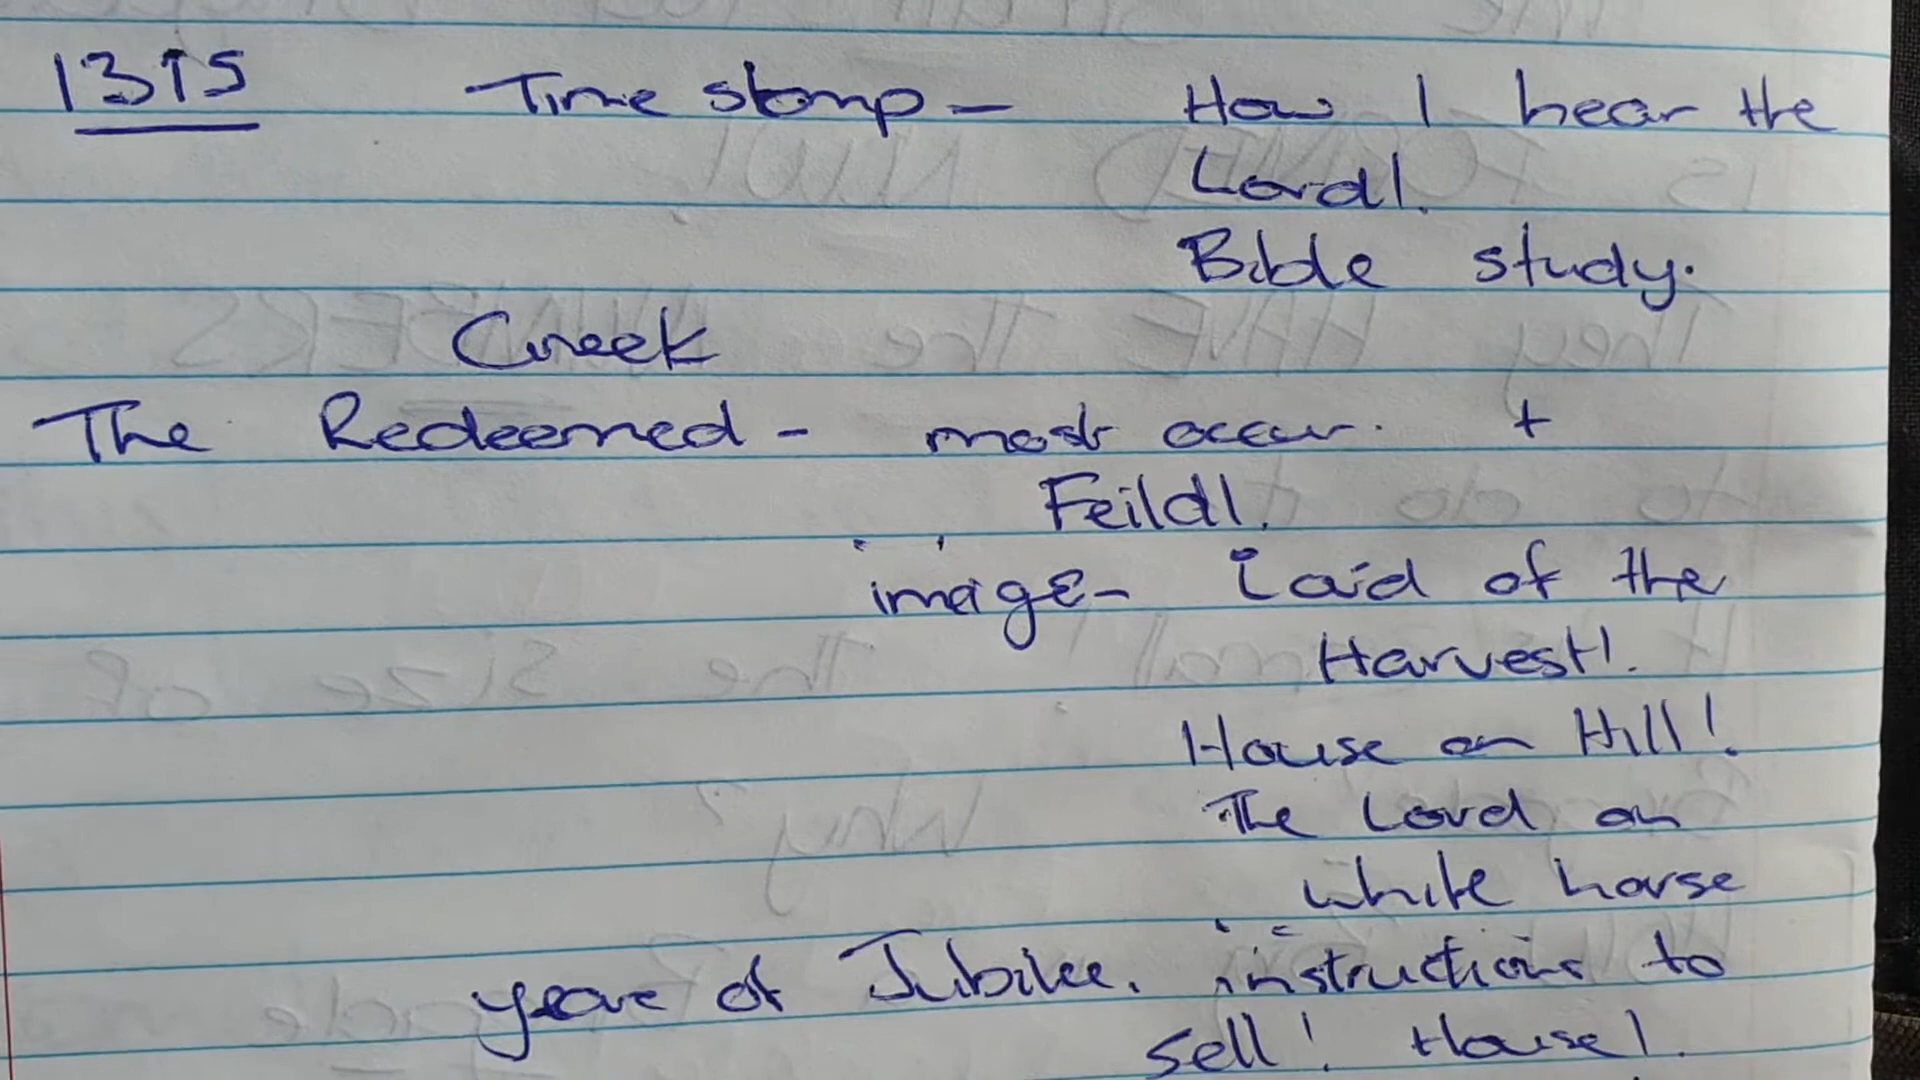 1375 Time stamp - How I hear the
Lord!
Bible study.
Creek
The Redeemed - most occur. +
Feild!
image - Laid of the
Harvest!
House on Hill!
The Lord on
white horse
year of Jubilee. instructions to
sell! House!